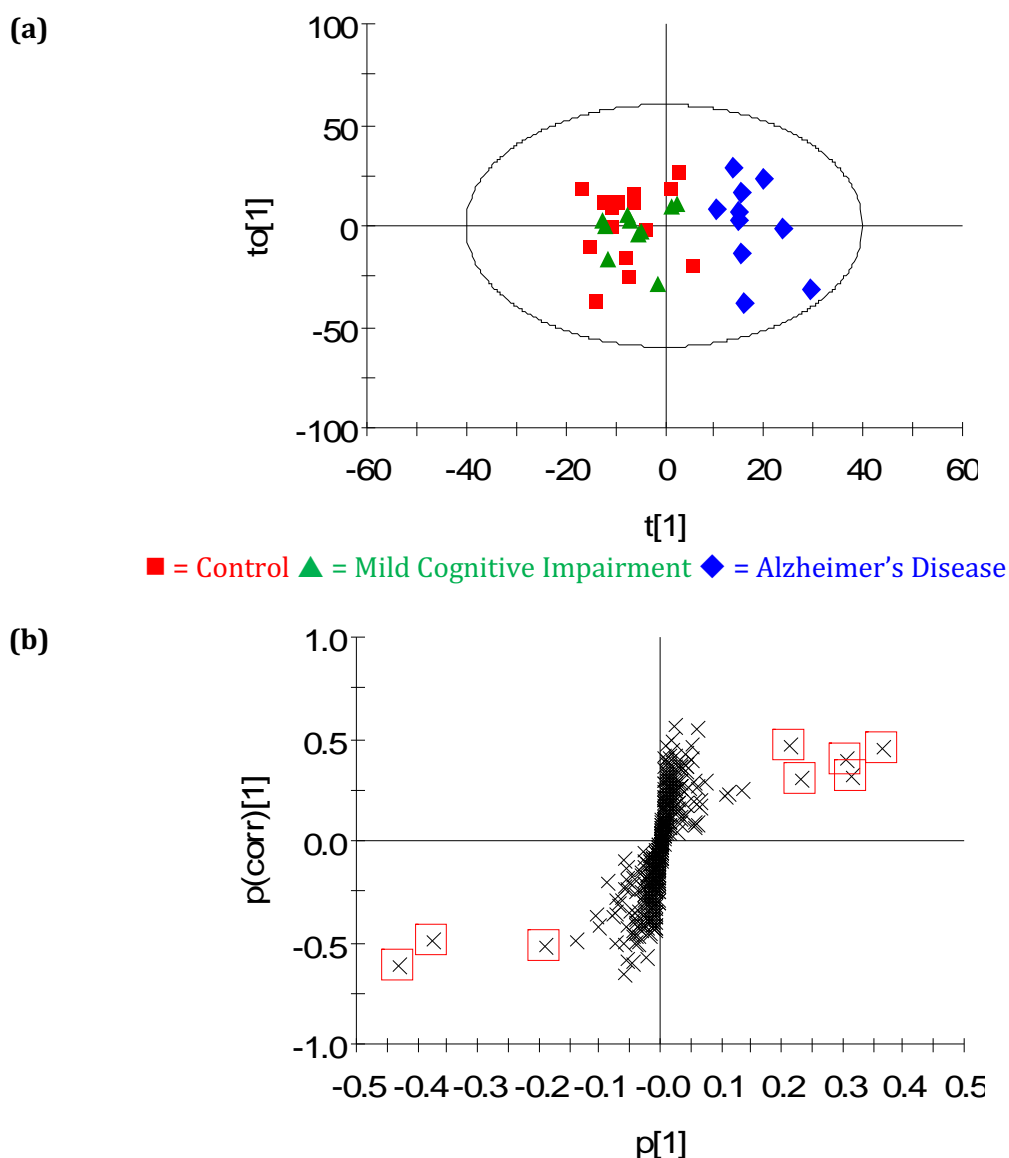 (a)
100
50
0
-50
-100
to[1]
-60 -40 -20 0 20 40 60
t[1]
= Control = Mild Cognitive Impairment = Alzheimer's Disease
(b)
1.0
0.5
0.0
-0.5
-1.0
p(corr)[1]
-0.5 -0.4 -0.3 -0.2 -0.1 -0.0 0.1 0.2 0.3 0.4 0.5
p[1]